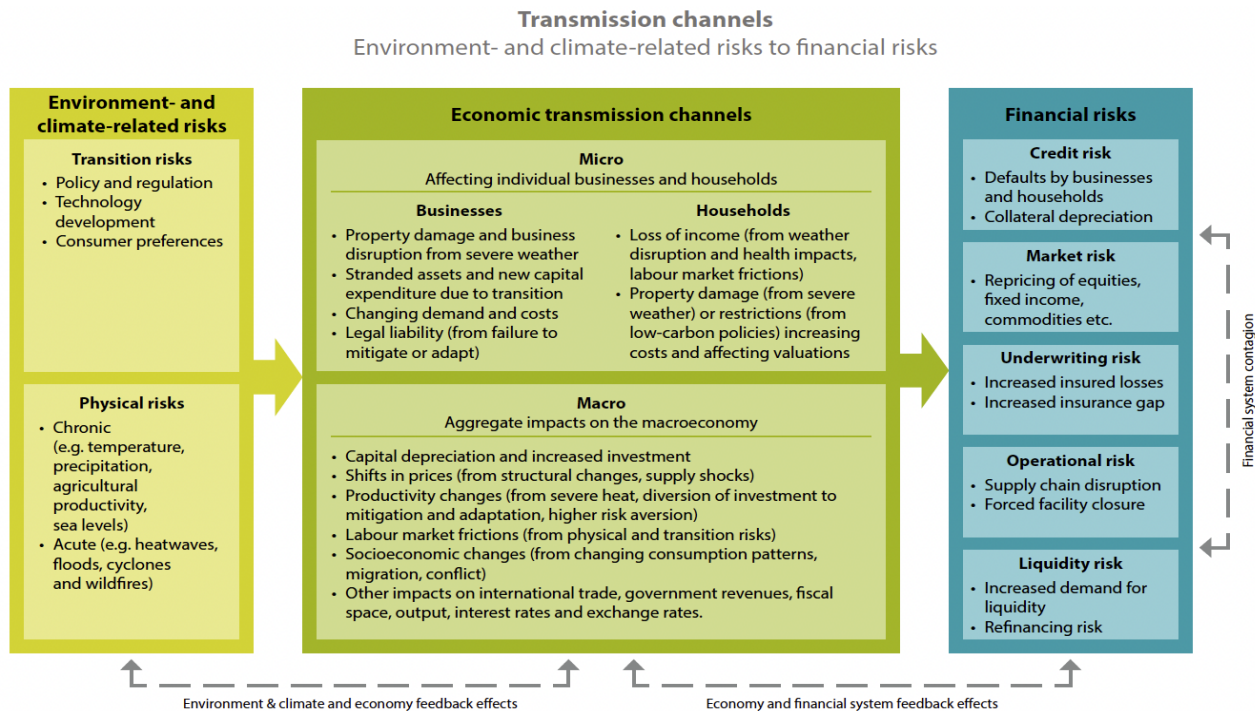 Transmission channels
Environment- and climate-related risks to financial risks
Environment- and
climate-related risks
Transition risks
• Policy and regulation
• Technology
development
• Consumer preferences
Physical risks
• Chronic
(e.g. temperature,
precipitation,
agricultural
productivity,
sea levels)
• Acute (e.g. heatwaves,
floods, cyclones
and wildfires)
Economic transmission channels
Micro
Affecting individual businesses and households
Businesses
• Property damage and business
disruption from severe weather
• Stranded assets and new capital
expenditure due to transition
• Changing demand and costs
• Legal liability (from failure to
mitigate or adapt)
Households
• Loss of income (from weather
disruption and health impacts,
labour market frictions)
• Property damage (from severe
weather) or restrictions (from
low-carbon policies) increasing
costs and affecting valuations
Macro
Aggregate impacts on the macroeconomy
• Capital depreciation and increased investment
• Shifts in prices (from structural changes, supply shocks)
• Productivity changes (from severe heat, diversion of investment to
mitigation and adaptation, higher risk aversion)
• Labour market frictions (from physical and transition risks)
• Socioeconomic changes (from changing consumption patterns,
migration, conflict)
• Other impacts on international trade, government revenues, fiscal
space, output, interest rates and exchange rates.
Financial risks
Credit risk
• Defaults by businesses
and households
• Collateral depreciation
Market risk
• Repricing of equities,
fixed income,
commodities etc.
Underwriting risk
• Increased insured losses
• Increased insurance gap
Operational risk
• Supply chain disruption
• Forced facility closure
Liquidity risk
• Increased demand for
liquidity
• Refinancing risk
Financial system contagion
Environment & climate and economy feedback effects
Economy and financial system feedback effects